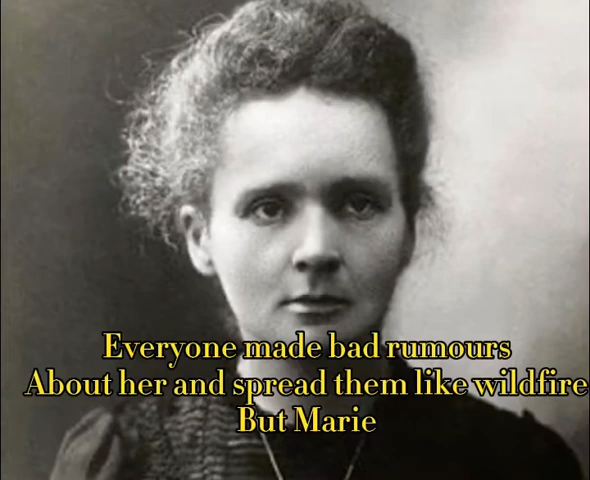 Everyone made bad rumours
About her and spread them like wildfire
But Marie